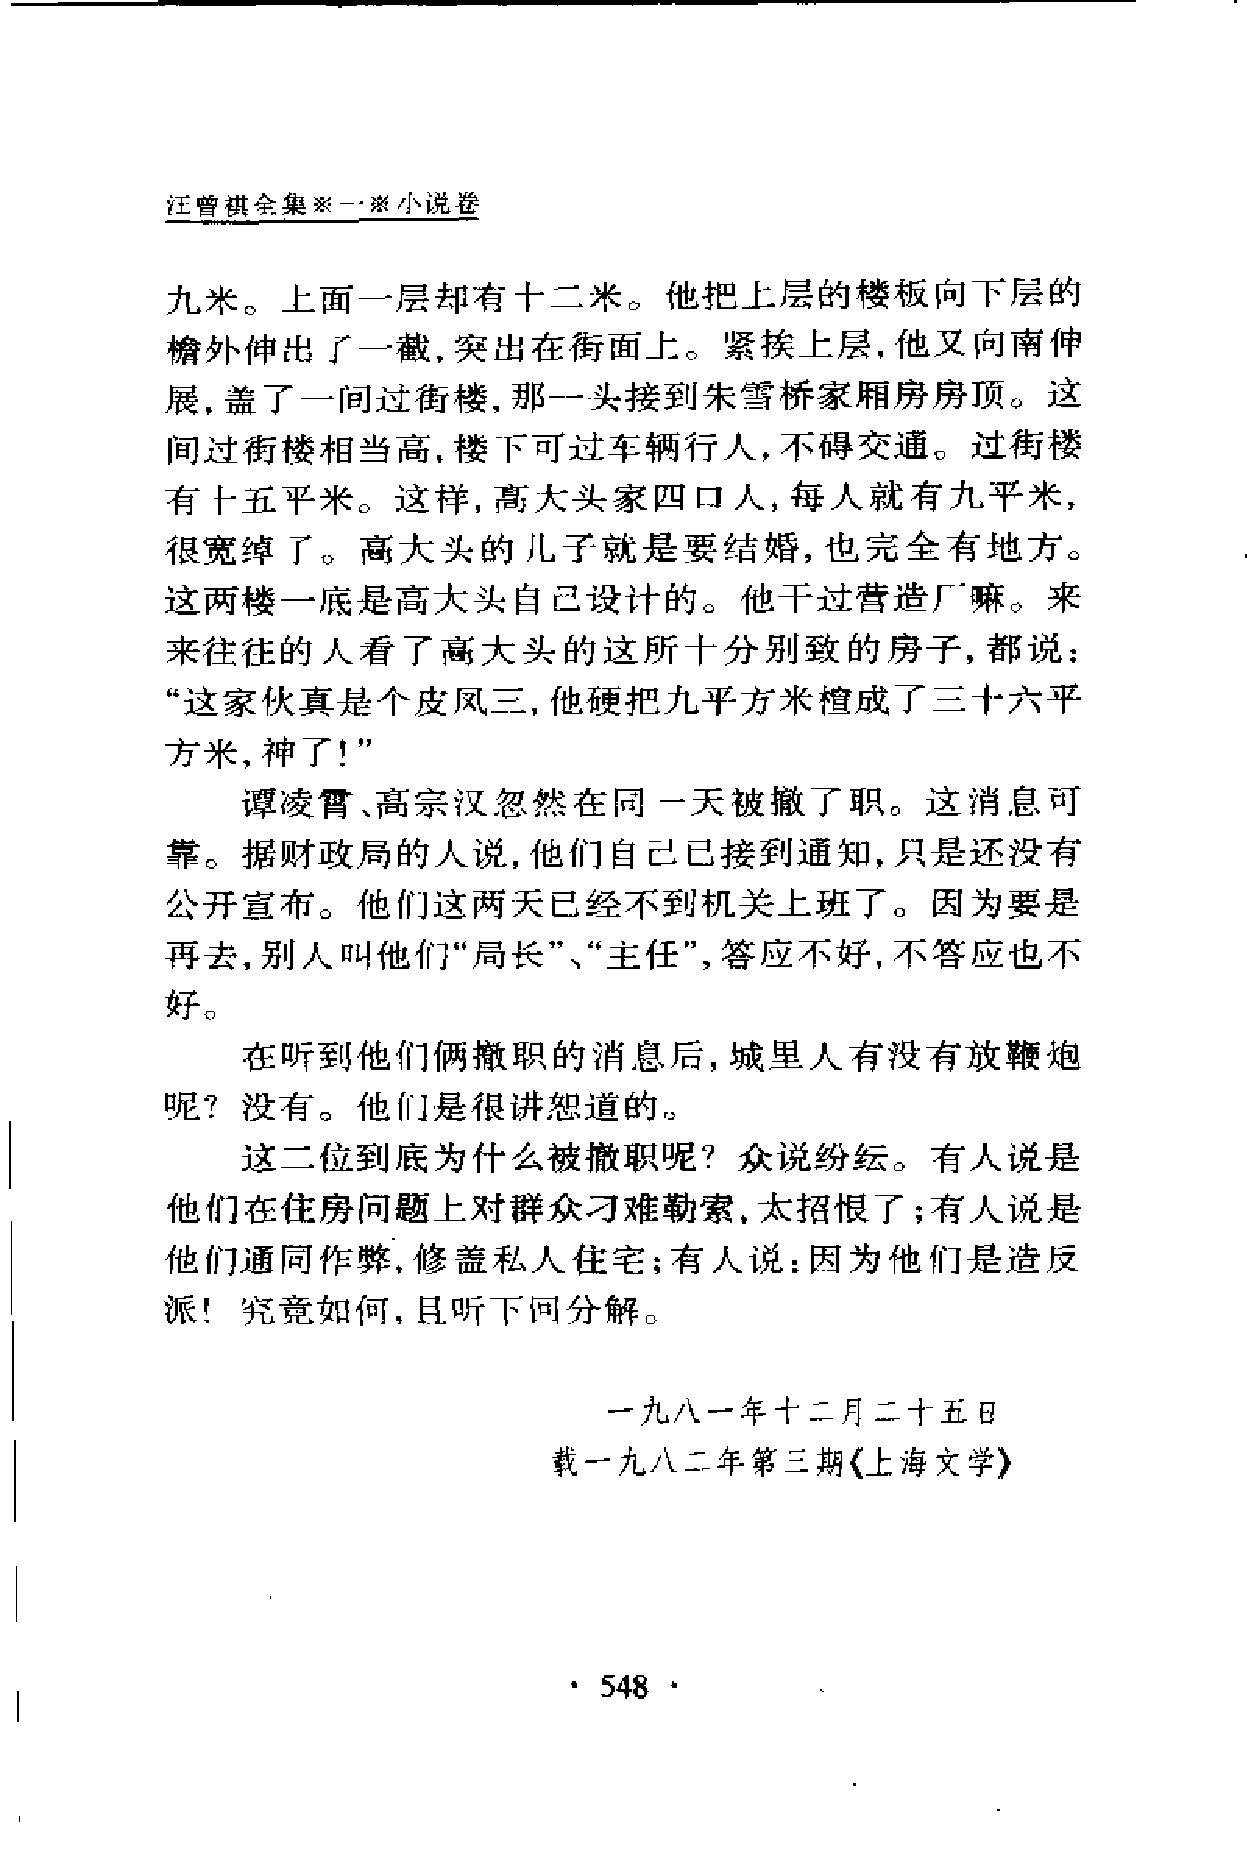 汪曾祺全集※一※小说卷
九米。上面一层却有十二米。他把上层的楼板向下层的
檐外伸出了一截,突出在街面上。紧挨上层,他又向南伸
展,盖了一间过街楼,那一头接到朱雪桥家厢房房顶。这
间过街楼相当高,楼下可过车辆行人,不碍交通。过街楼
有十五平米。这样,高大头家四口人,每人就有九平米,
很宽绰了。高大头的儿子就是要结婚,也完全有地方。
这两楼一底是高大头自己设计的。他干过营造厂嘛。来
来往往的人看了高大头的这所十分别致的房子,都说:
“这家伙真是个皮凤三,他硬把九平方米楦成了三十六平
方米,神了!”
谭凌霄、高宗汉忽然在同一天被撤了职。这消息可
靠。据财政局的人说,他们自己已接到通知,只是还没有
公开宣布。他们这两天已经不到机关上班了。因为要是
再去,别人叫他们“局长”、“主任”,答应不好,不答应也不
好。
在听到他们俩撤职的消息后,城里人有没有放鞭炮
呢? 没有。他们是很讲恕道的。
这二位到底为什么被撤职呢? 众说纷纭。有人说是
他们在住房问题上对群众刁难勒索,太招恨了;有人说是
他们通同作弊,修盖私人住宅;有人说:因为他们是造反
派! 究竟如何,且听下回分解。
一九八一年十二月二十五日
载一九八二年第三期《上海文学》
· 548 ·